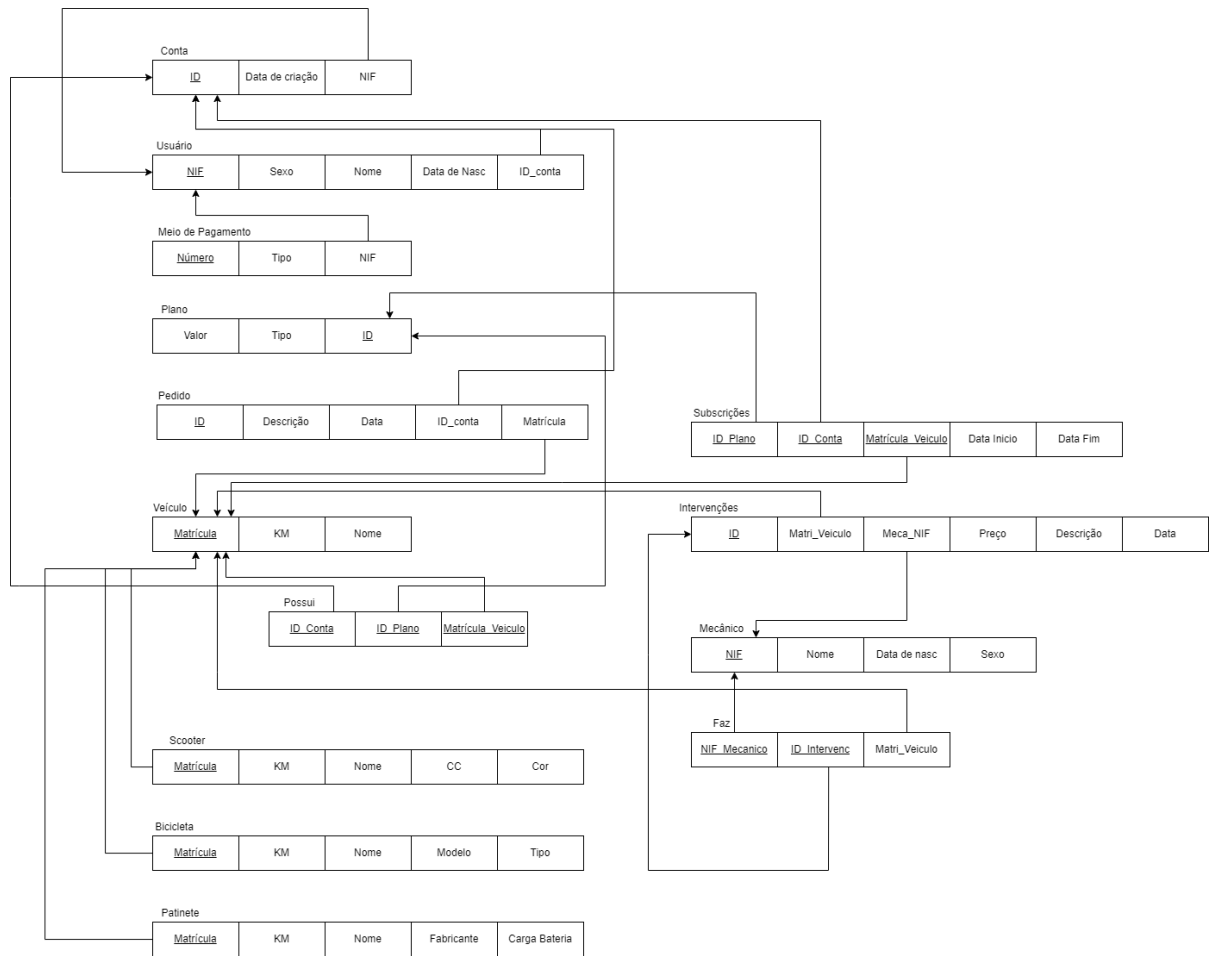 Conta
ID Data de criação NIF
Usuário
NIF Sexo Nome Data de Nasc ID_conta
Meio de Pagamento
Número Tipo NIF
Plano
Valor Tipo ID
Pedido
ID Descrição Data ID_conta Matrícula
Subscrições
ID_Plano ID_Conta Matrícula_Veiculo Data Inicio Data Fim
Veículo
Matrícula KM Nome
Intervenções
ID Matri_Veiculo Meca_NIF Preço Descrição Data
Possui
ID_Conta ID_Plano Matrícula_Veiculo
Mecânico
NIF Nome Data de nasc Sexo
Faz
NIF_Mecanico ID_Intervenc Matri_Veiculo
Scooter
Matrícula KM Nome CC Cor
Bicicleta
Matrícula KM Nome Modelo Tipo
Patinete
Matrícula KM Nome Fabricante Carga Bateria